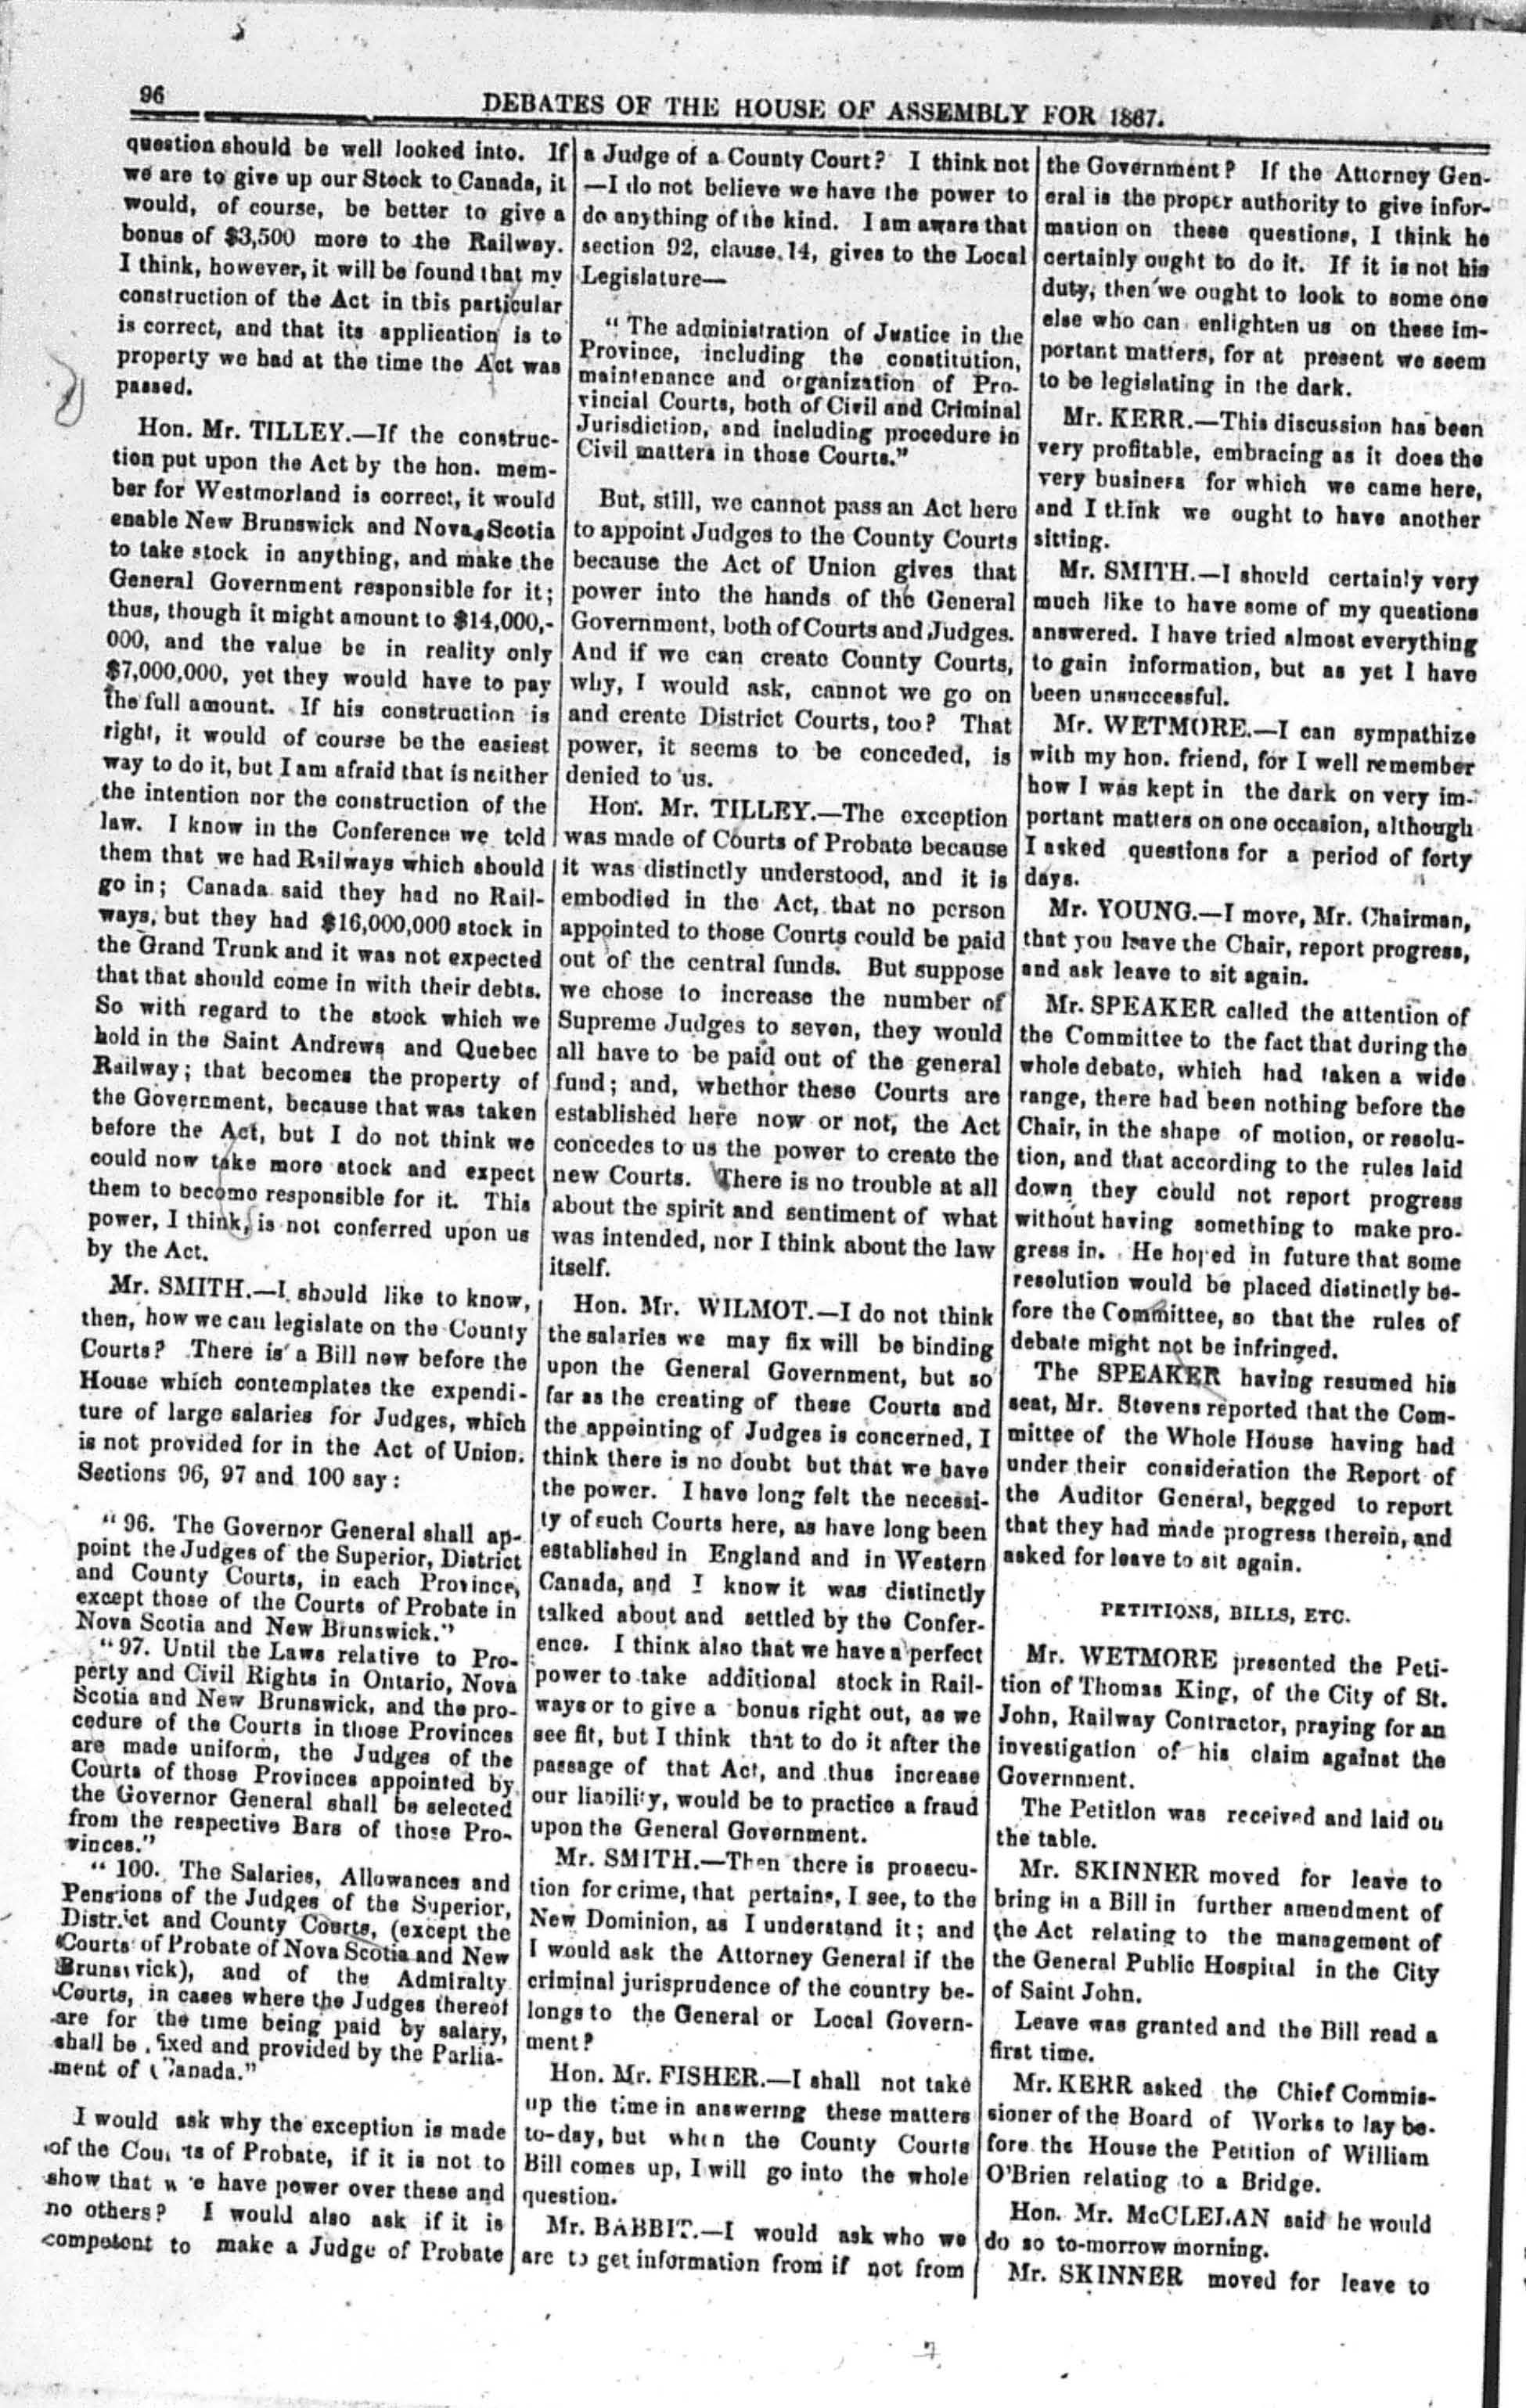 96
DEBATES OF THE HOUSE OF ASSEMBLY FOR 1867.
question should be well looked into. If
we are to give up our Stock to Canada, it
would, of course, be better to give a
bonus of $3,500 more to the Railway.
I think, however, it will be found that my
construction of the Act in this particular
is correct, and that its application is to
property we had at the time the Act was
passed.
Hon. Mr. TILLEY.—If the construc-
tion put upon the Act by the hon. mem-
ber for Westmorland is correct, it would
enable New Brunswick and Nova Scotia
to take stock in anything, and make the
General Government responsible for it;
thus, though it might amount to $14,000,-
000, and the value be in reality only
$7,000,000, yet they would have to pay
the full amount. If his construction is
right, it would of course be the easiest
way to do it, but I am afraid that is neither
the intention nor the construction of the
law. I know in the Conference we told
them that we had Railways which should
go in; Canada said they had no Rail-
ways, but they had $16,000,000 stock in
the Grand Trunk and it was not expected
that that should come in with their debts.
So with regard to the stock which we
hold in the Saint Andrews and Quebec
Railway; that becomes the property of
the Government, because that was taken
before the Act, but I do not think we
could now take more stock and expect
them to become responsible for it. This
power, I think, is not conferred upon us
by the Act.
Mr. SMITH.—I should like to know,
then, how we can legislate on the County
Courts? There is a Bill now before the
House which contemplates tke expendi-
ture of large salaries for Judges, which
is not provided for in the Act of Union.
Sections 96, 97 and 100 say:
"96. The Governor General shall ap-
point the Judges of the Superior, District
and County Courts, in each Province,
except those of the Courts of Probate in
Nova Scotia and New Brunswick."
"97. Until the Laws relative to Pro-
perty and Civil Rights in Ontario, Nova
Scotia and New Brunswick, and the pro-
cedure of the Courts in those Provinces
are made uniform, the Judges of the
Courts of those Provinces appointed by
the Governor General shall be selected
from the respective Bars of those Pro-
vinces."
"100. The Salaries, Allowances and
Pensions of the Judges of the Superior,
District and County Courts, (except the
Courts of Probate of Nova Scotia and New
Brunswick), and of the Admiralty
Courts, in cases where the Judges thereof
are for the time being paid by salary,
shall be fixed and provided by the Parlia-
ment of Canada."
I would ask why the exception is made
of the Courts of Probate, if it is not to
show that we have power over these and
no others? I would also ask if it is
competent to make a Judge of Probate
a Judge of a County Court? I think not
—I do not believe we have the power to
do anything of the kind. I am aware that
section 92, clause 14, gives to the Local
Legislature—
"The administration of Justice in the
Province, including the constitution,
maintenance and organization of Pro-
vincial Courts, both of Civil and Criminal
Jurisdiction, and including procedure in
Civil matters in those Courts."
But, still, we cannot pass an Act here
to appoint Judges to the County Courts
because the Act of Union gives that
power into the hands of the General
Government, both of Courts and Judges.
And if we can create County Courts,
why, I would ask, cannot we go on
and create District Courts, too? That
power, it seems to be conceded, is
denied to us.
Hon. Mr. TILLEY.—The exception
was made of Courts of Probate because
it was distinctly understood, and it is
embodied in the Act, that no person
appointed to those Courts could be paid
out of the central funds. But suppose
we chose to increase the number of
Supreme Judges to seven, they would
all have to be paid out of the general
fund; and, whether these Courts are
established here now or not, the Act
concedes to us the power to create the
new Courts. There is no trouble at all
about the spirit and sentiment of what
was intended, nor I think about the law
itself.
Hon. Mr. WILMOT.—I do not think
the salaries we may fix will be binding
upon the General Government, but so
far as the creating of these Courts and
the appointing of Judges is concerned, I
think there is no doubt but that we have
the power. I have long felt the necessi-
ty of such Courts here, as have long been
established in England and in Western
Canada, and I know it was distinctly
talked about and settled by the Confer-
ence. I think also that we have a perfect
power to take additional stock in Rail-
ways or to give a bonus right out, as we
see fit, but I think that to do it after the
passage of that Act, and thus increase
our liability, would be to practice a fraud
upon the General Government.
Mr. SMITH.—Then there is prosecu-
tion for crime, that pertains, I see, to the
New Dominion, as I understand it; and
I would ask the Attorney General if the
criminal jurisprudence of the country be-
longs to the General or Local Govern-
ment?
Hon. Mr. FISHER.—I shall not take
up the time in answering these matters
to-day, but when the County Courts
Bill comes up, I will go into the whole
question.
Mr. BABBIT.—I would ask who we
are to get information from if not from
the Government? If the Attorney Gen-
eral is the proper authority to give infor-
mation on these questions, I think he
certainly ought to do it. If it is not his
duty, then we ought to look to some one
else who can enlighten us on these im-
portant matters, for at present we seem
to be legislating in the dark.
Mr. KERR.—This discussion has been
very profitable, embracing as it does the
very business for which we came here,
and I think we ought to have another
sitting.
Mr. SMITH.—I should certainly very
much like to have some of my questions
answered. I have tried almost everything
to gain information, but as yet I have
been unsuccessful.
Mr. WETMORE.—I can sympathize
with my hon. friend, for I well remember
how I was kept in the dark on very im-
portant matters on one occasion, although
I asked questions for a period of forty
days.
Mr. YOUNG.—I move, Mr. Chairman,
that you leave the Chair, report progress,
and ask leave to sit again.
Mr. SPEAKER called the attention of
the Committee to the fact that during the
whole debate, which had taken a wide
range, there had been nothing before the
Chair, in the shape of motion, or resolu-
tion, and that according to the rules laid
down they could not report progress
without having something to make pro-
gress in. He hoped in future that some
resolution would be placed distinctly be-
fore the Committee, so that the rules of
debate might not be infringed.
The SPEAKER having resumed his
seat, Mr. Stevens reported that the Com-
mittee of the Whole House having had
under their consideration the Report of
the Auditor General, begged to report
that they had made progress therein, and
asked for leave to sit again.
PETITIONS, BILLS, ETC.
Mr. WETMORE presented the Peti-
tion of Thomas King, of the City of St.
John, Railway Contractor, praying for an
investigation of his claim against the
Government.
The Petition was received and laid on
the table.
Mr. SKINNER moved for leave to
bring in a Bill in further amendment of
the Act relating to the management of
the General Public Hospital in the City
of Saint John.
Leave was granted and the Bill read a
first time.
Mr. KERR asked the Chief Commis-
sioner of the Board of Works to lay be-
fore the House the Petition of William
O'Brien relating to a Bridge.
Hon. Mr. McCLELAN said he would
do so to-morrow morning.
Mr. SKINNER moved for leave to